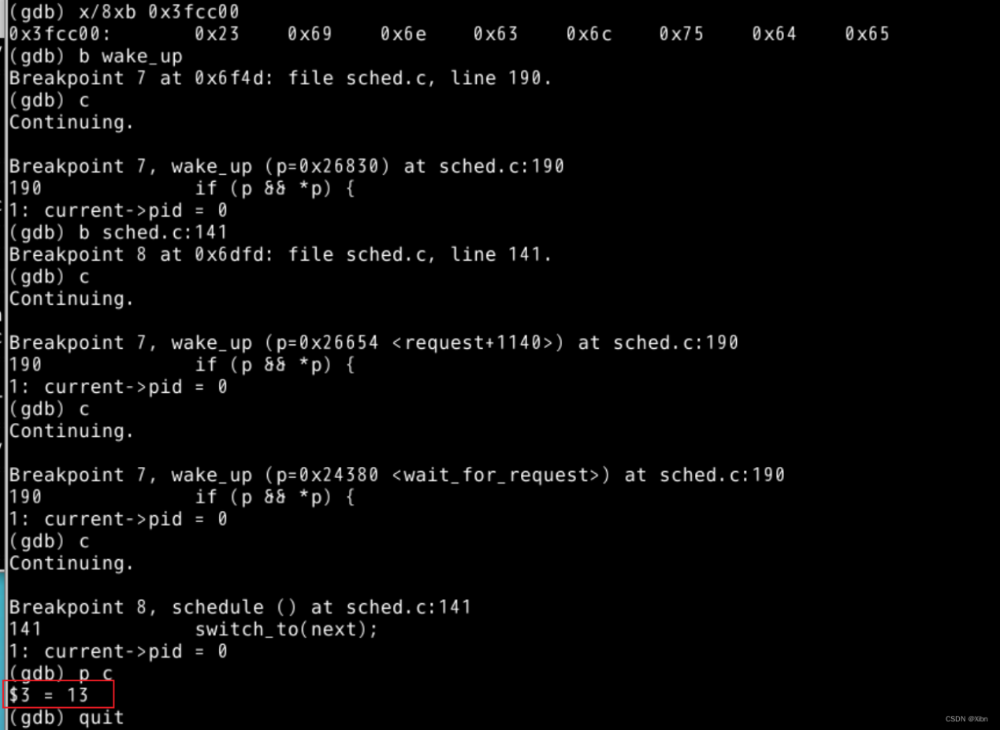 (gdb) x/8xb 0x3fcc00
0x3fcc00:       0x23    0x69    0x6e    0x63    0x6c    0x75    0x64    0x65
(gdb) b wake_up
Breakpoint 7 at 0x6f4d: file sched.c, line 190.
(gdb) c
Continuing.

Breakpoint 7, wake_up (p=0x26830) at sched.c:190
190             if (p && *p) {
1: current->pid = 0
(gdb) b sched.c:141
Breakpoint 8 at 0x6dfd: file sched.c, line 141.
(gdb) c
Continuing.

Breakpoint 7, wake_up (p=0x26654 <request+1140>) at sched.c:190
190             if (p && *p) {
1: current->pid = 0
(gdb) c
Continuing.

Breakpoint 7, wake_up (p=0x24380 <wait_for_request>) at sched.c:190
190             if (p && *p) {
1: current->pid = 0
(gdb) c
Continuing.

Breakpoint 8, schedule () at sched.c:141
141             switch_to(next);
1: current->pid = 0
(gdb) p c
$3 = 13
(gdb) quit
CSDN @Xibn